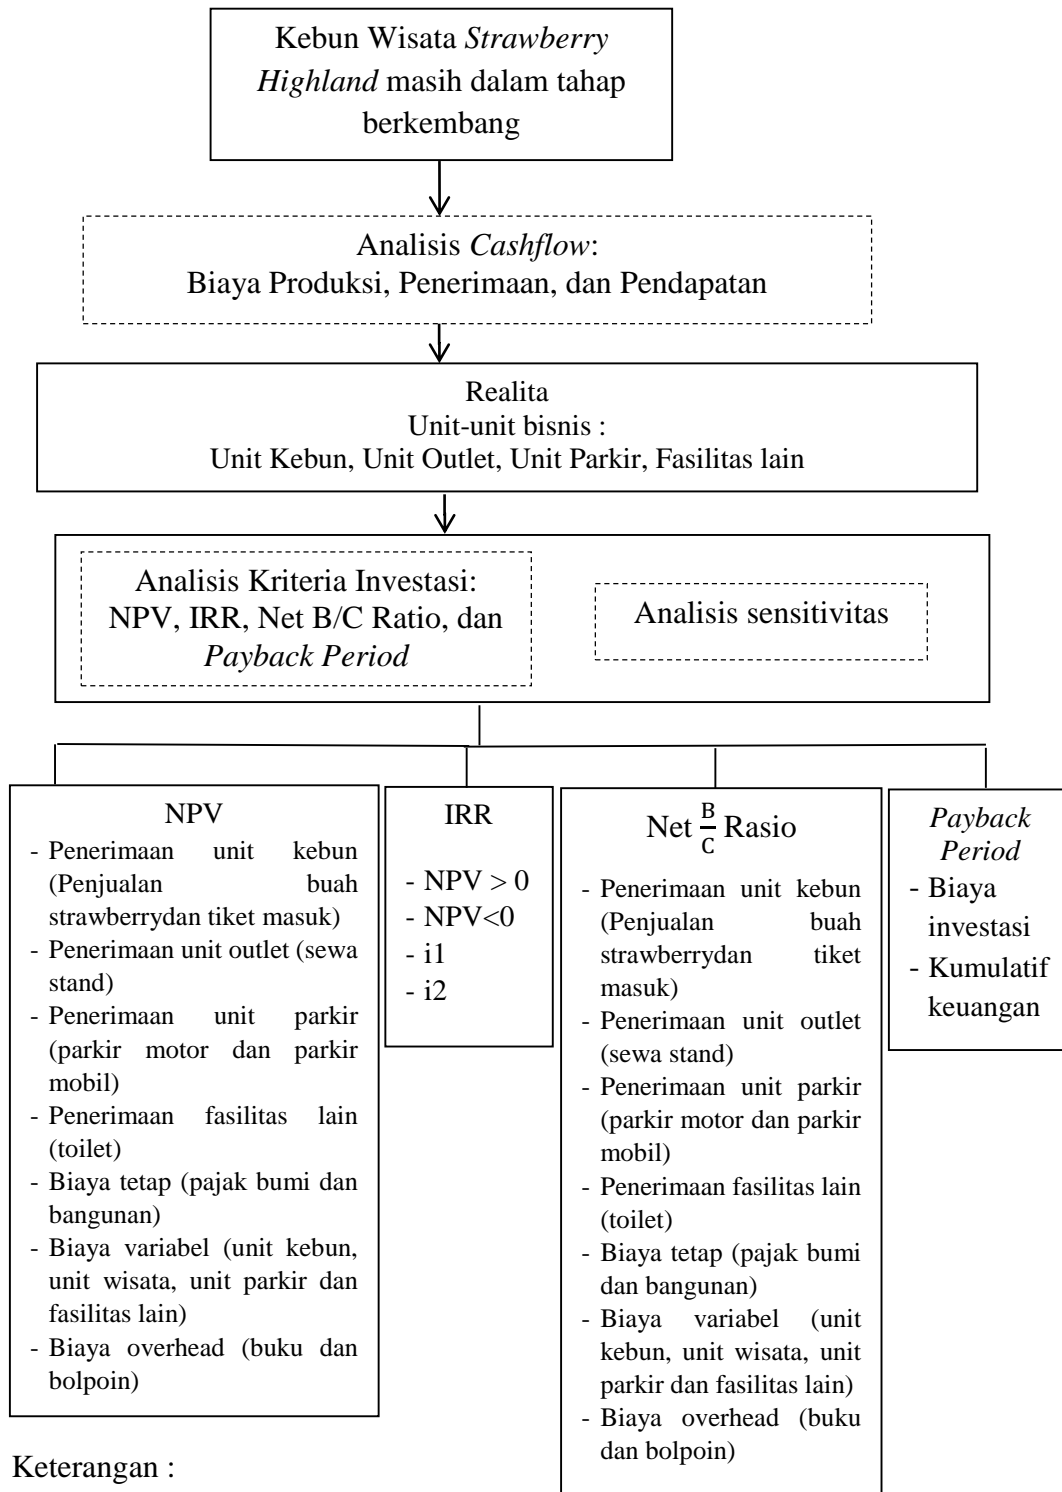 Kebun Wisata Strawberry
Highland masih dalam tahap
berkembang
Analisis Cashflow:
Biaya Produksi, Penerimaan, dan Pendapatan
Realita
Unit-unit bisnis :
Unit Kebun, Unit Outlet, Unit Parkir, Fasilitas lain
Analisis Kriteria Investasi:
NPV, IRR, Net B/C Ratio, dan
Payback Period
Analisis sensitivitas
NPV
- Penerimaan unit kebun
(Penjualan buah
strawberrydan tiket masuk)
- Penerimaan unit outlet (sewa
stand)
- Penerimaan unit parkir
(parkir motor dan parkir
mobil)
- Penerimaan fasilitas lain
(toilet)
- Biaya tetap (pajak bumi dan
bangunan)
- Biaya variabel (unit kebun,
unit wisata, unit parkir dan
fasilitas lain)
- Biaya overhead (buku dan
bolpoin)
IRR
- NPV > 0
- NPV<0
- i1
- i2
Net B/C Rasio
- Penerimaan unit kebun
(Penjualan buah
strawberrydan tiket
masuk)
- Penerimaan unit outlet
(sewa stand)
- Penerimaan unit parkir
(parkir motor dan parkir
mobil)
- Penerimaan fasilitas lain
(toilet)
- Biaya tetap (pajak bumi
dan bangunan)
- Biaya variabel (unit
kebun, unit wisata, unit
parkir dan fasilitas lain)
- Biaya overhead (buku
dan bolpoin)
Payback
Period
- Biaya
investasi
- Kumulatif
keuangan
Keterangan :